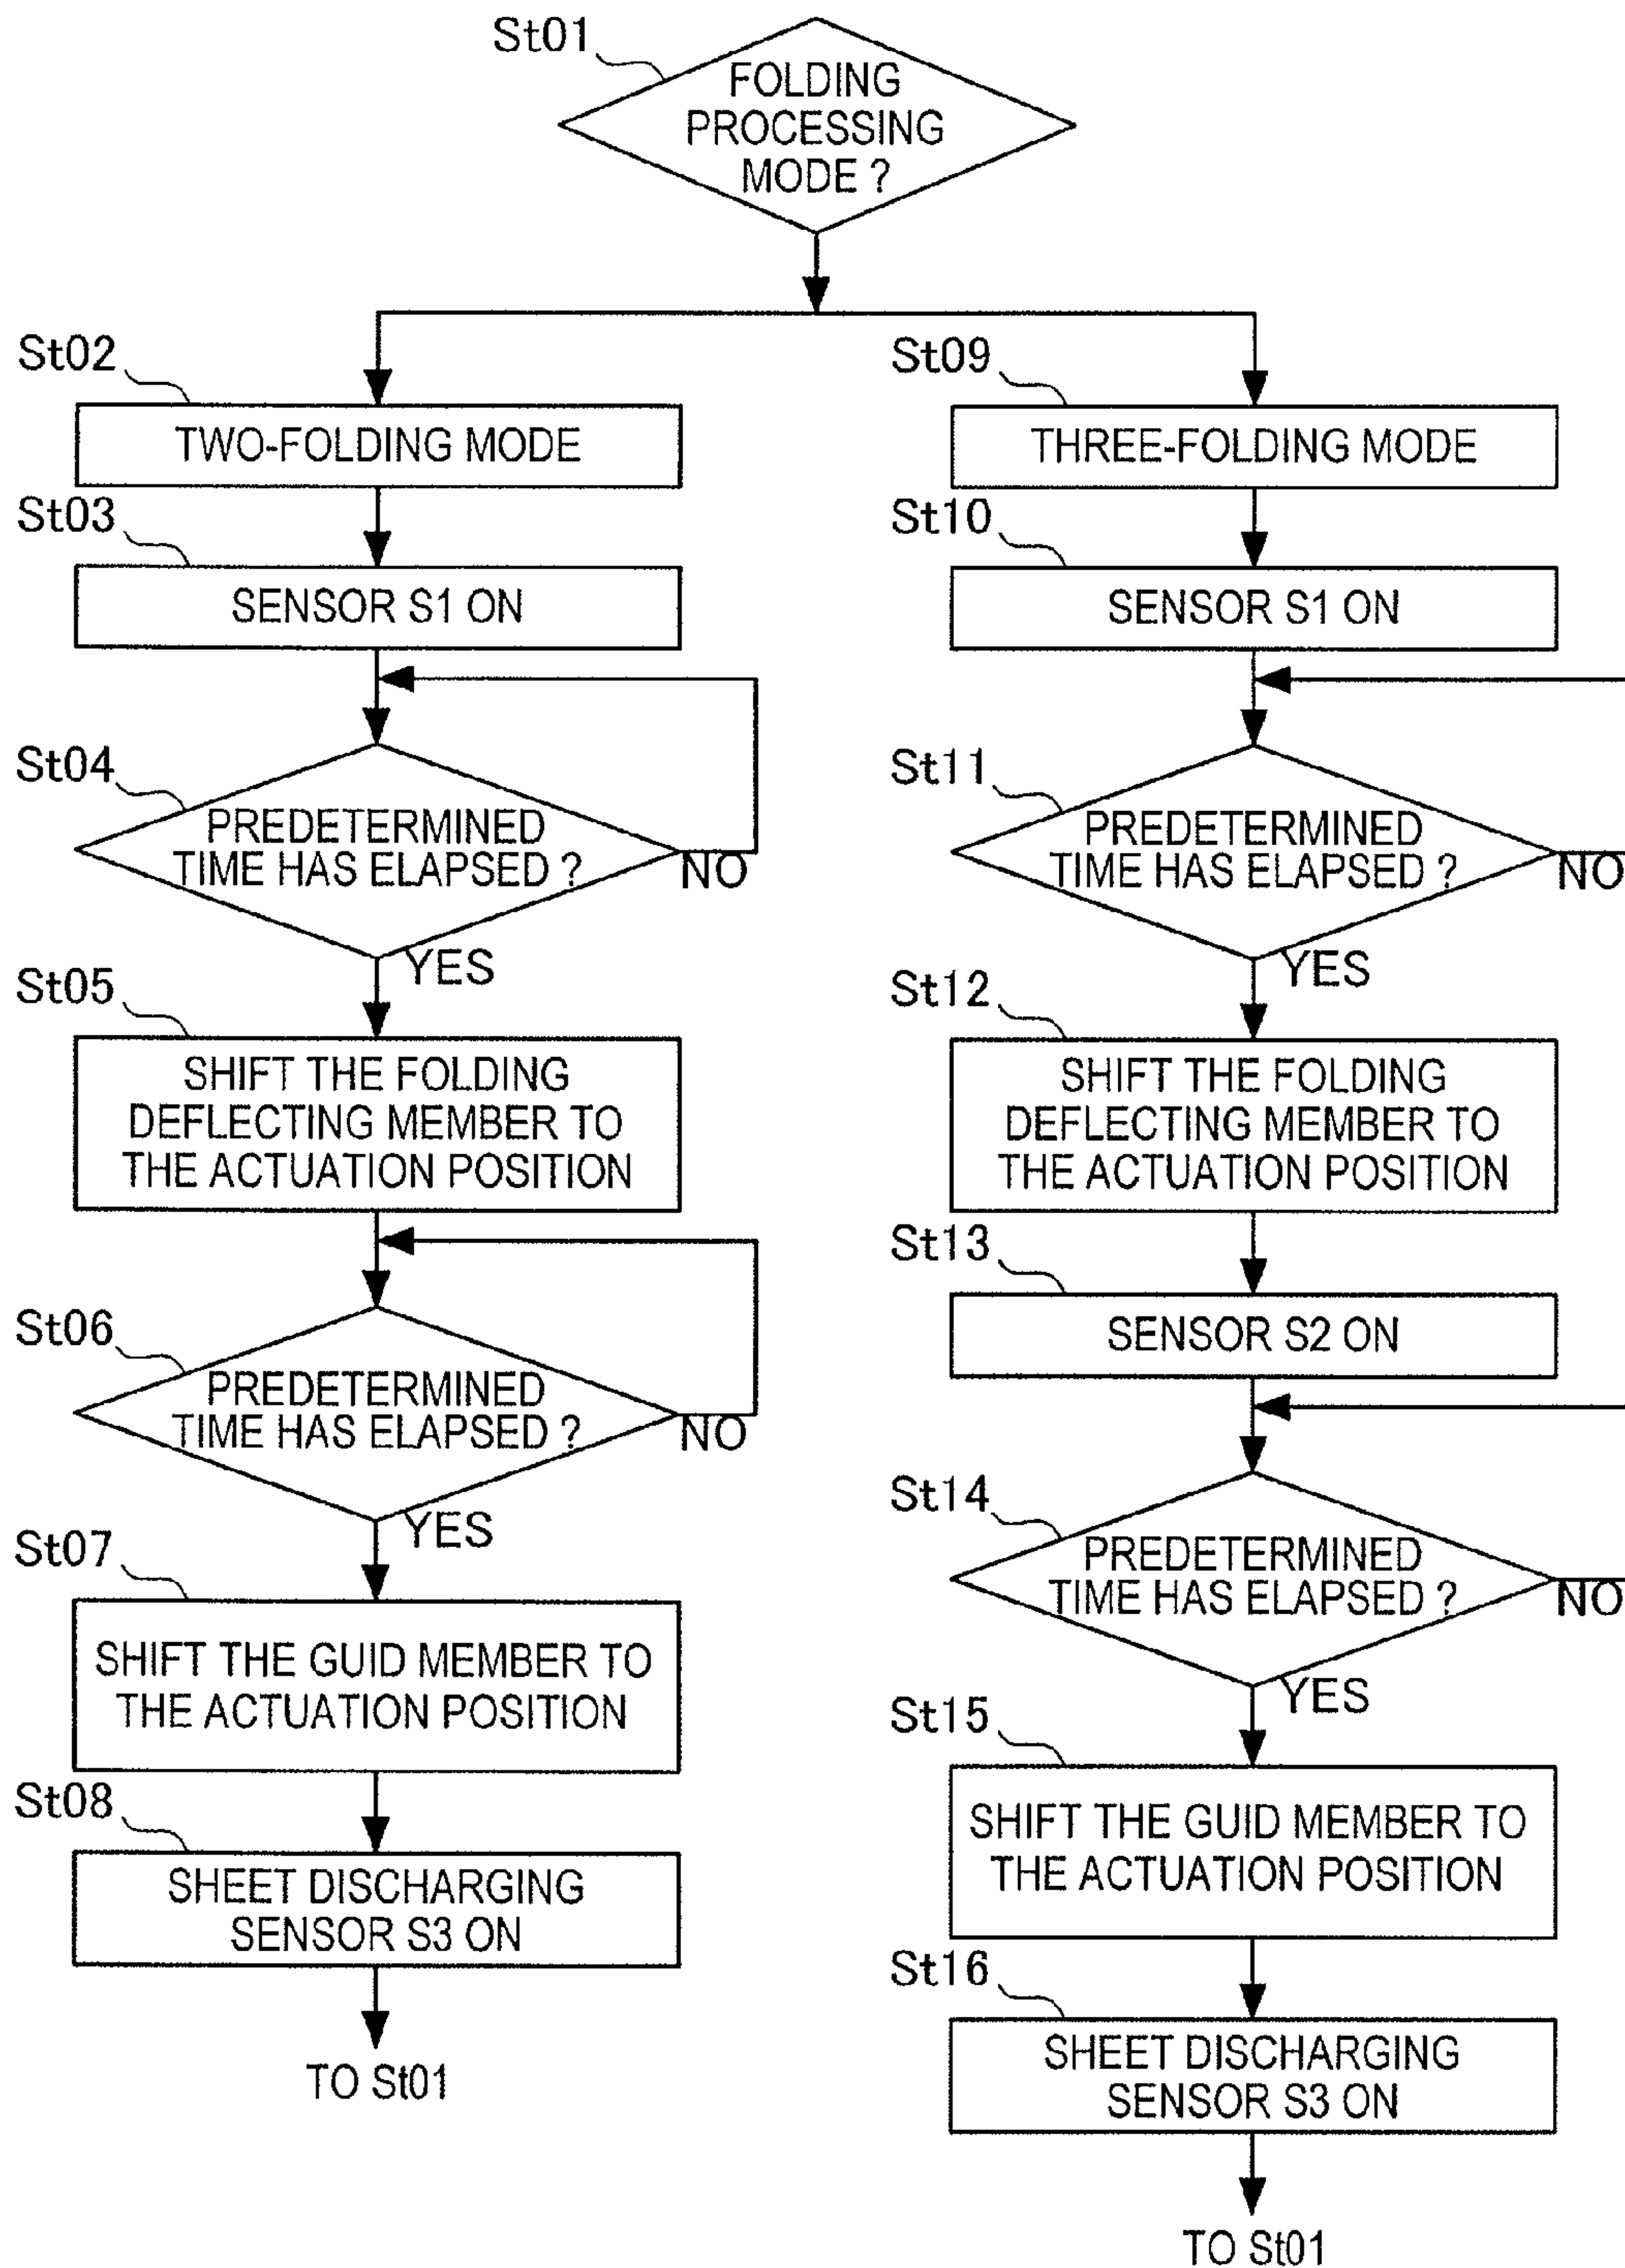 St01
FOLDING
PROCESSING
MODE ?
St02
TWO-FOLDING MODE
St03
SENSOR S1 ON
St04
PREDETERMINED
TIME HAS ELAPSED ?
NO
YES
St05
SHIFT THE FOLDING
DEFLECTING MEMBER TO
THE ACTUATION POSITION
St06
PREDETERMINED
TIME HAS ELAPSED ?
NO
YES
St07
SHIFT THE GUID MEMBER TO
THE ACTUATION POSITION
St08
SHEET DISCHARGING
SENSOR S3 ON
TO St01
St09
THREE-FOLDING MODE
St10
SENSOR S1 ON
St11
PREDETERMINED
TIME HAS ELAPSED ?
NO
YES
St12
SHIFT THE FOLDING
DEFLECTING MEMBER TO
THE ACTUATION POSITION
St13
SENSOR S2 ON
St14
PREDETERMINED
TIME HAS ELAPSED ?
NO
YES
St15
SHIFT THE GUID MEMBER TO
THE ACTUATION POSITION
St16
SHEET DISCHARGING
SENSOR S3 ON
TO St01